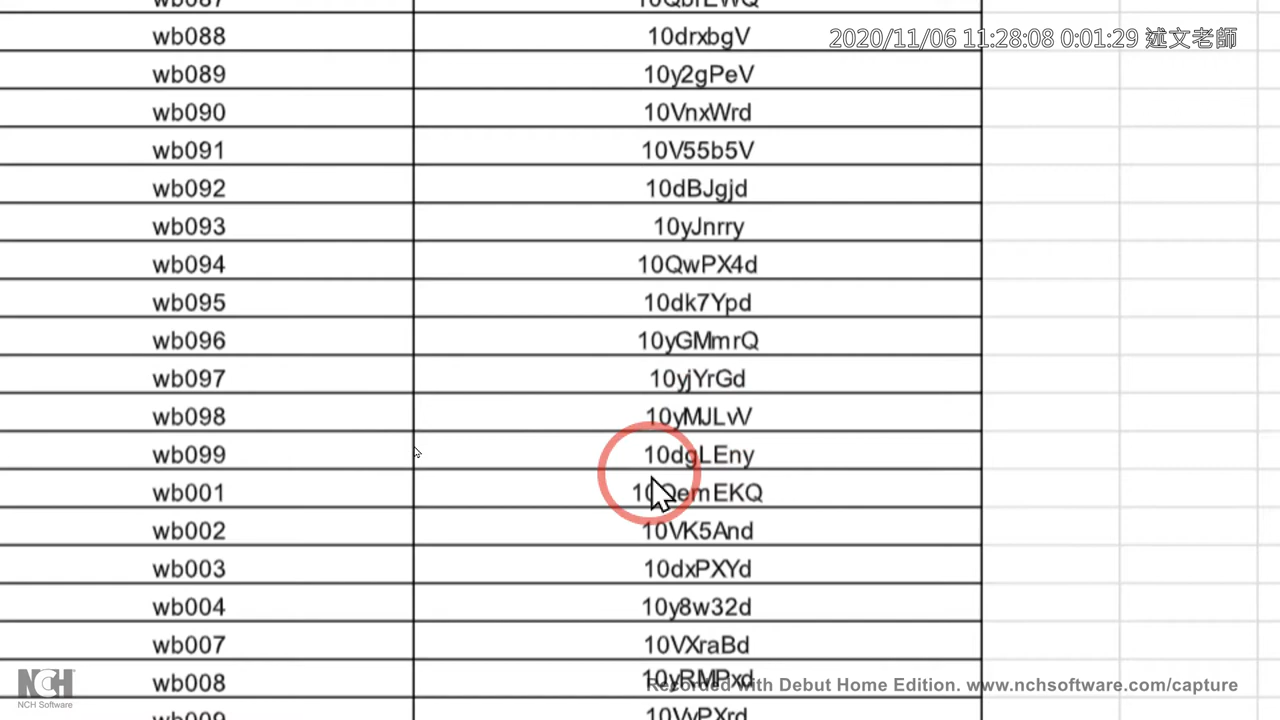 2020/11/06 11:28:08 0:01:29 述文老師
wb088 10drxbgV
wb089 10y2gPeV
wb090 10VnxWrd
wb091 10V55b5V
wb092 10dBJgjd
wb093 10yJnrry
wb094 10QwPX4d
wb095 10dk7Ypd
wb096 10yGMmrQ
wb097 10yjYrGd
wb098 10yMJLvV
wb099 10dgLEny
wb001 10QemEKQ
wb002 10VK5And
wb003 10dxPXYd
wb004 10y8w32d
wb007 10VXraBd
wb008 10yRMPxd
Recorded with Debut Home Edition. www.nchsoftware.com/capture
NCH
NCH Software